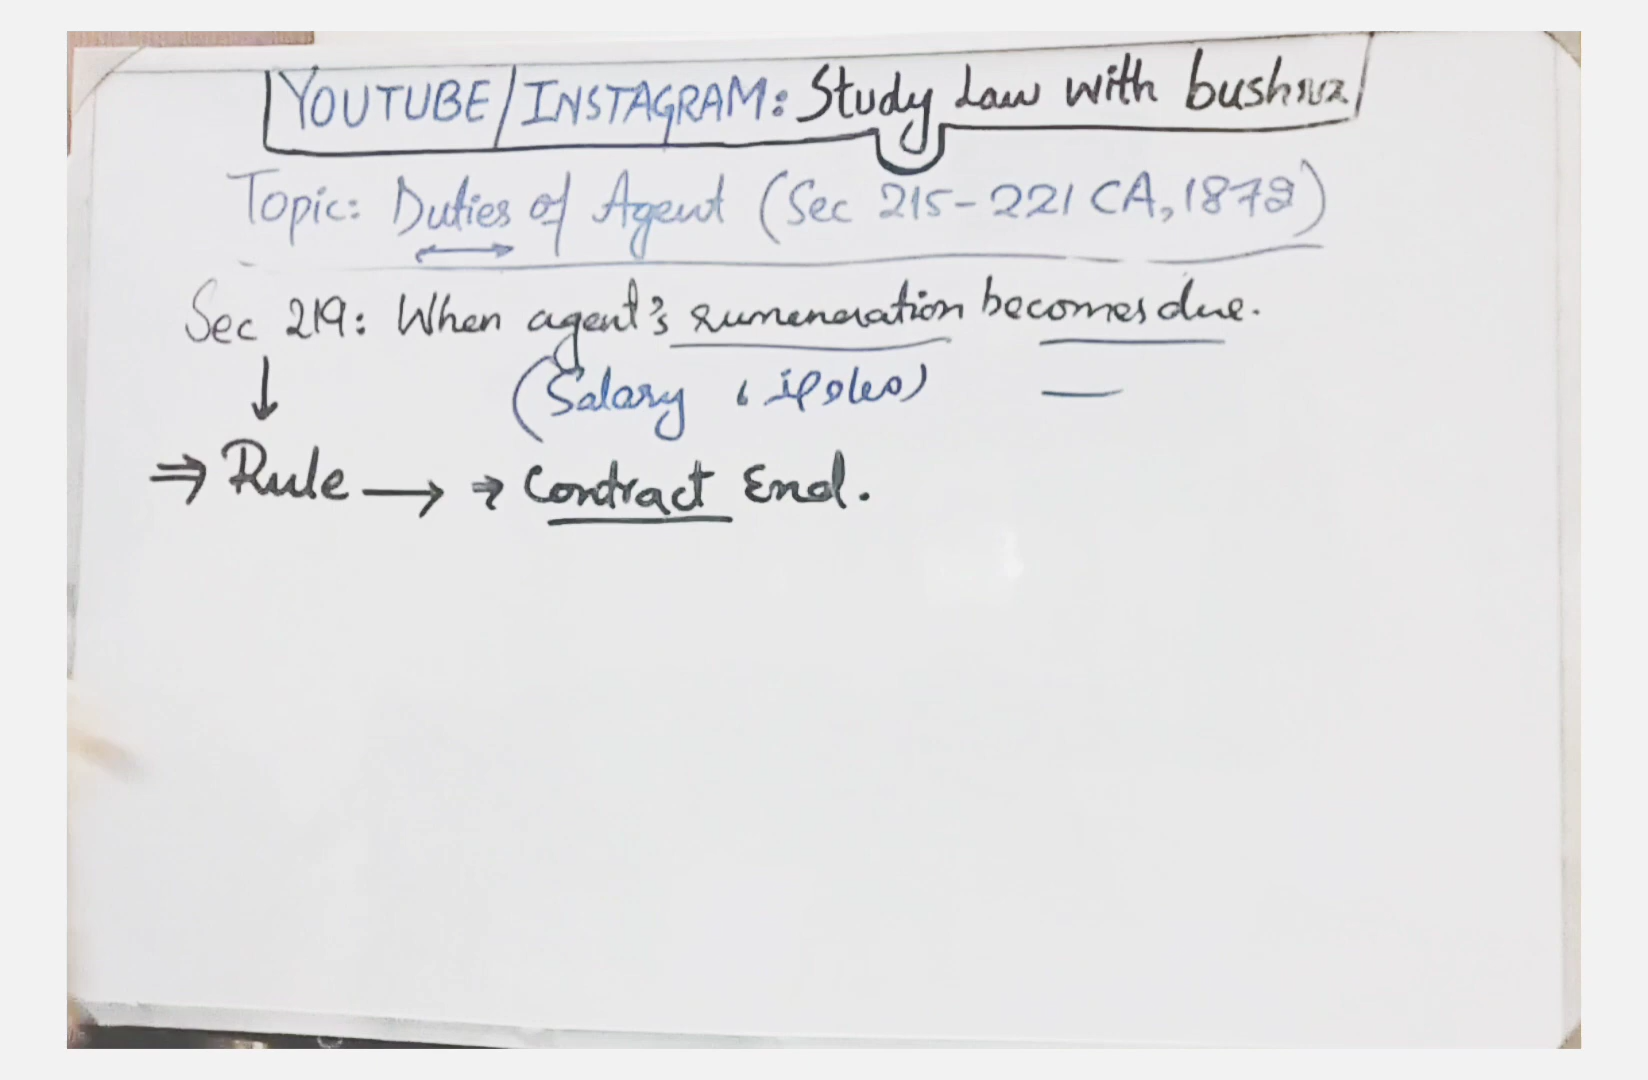 YOUTUBE/INSTAGRAM: Study Law with bushra
Topic: Duties of Agent (Sec 215-221 CA, 1872)
Sec 219: When agent's rumeneration becomes due.
(Salary
⇒ Rule → → Contract End.